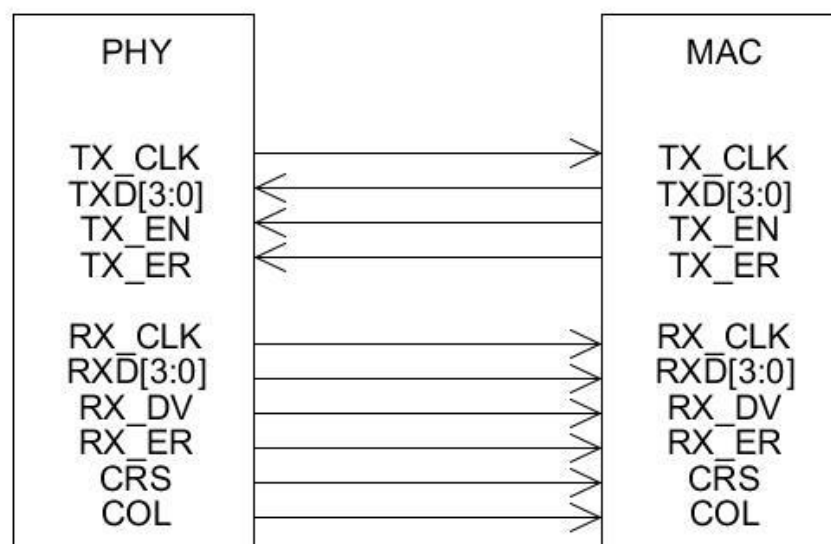 PHY MAC
TX_CLK TX_CLK
TXD[3:0] TXD[3:0]
TX_EN TX_EN
TX_ER TX_ER
RX_CLK RX_CLK
RXD[3:0] RXD[3:0]
RX_DV RX_DV
RX_ER RX_ER
CRS CRS
COL COL